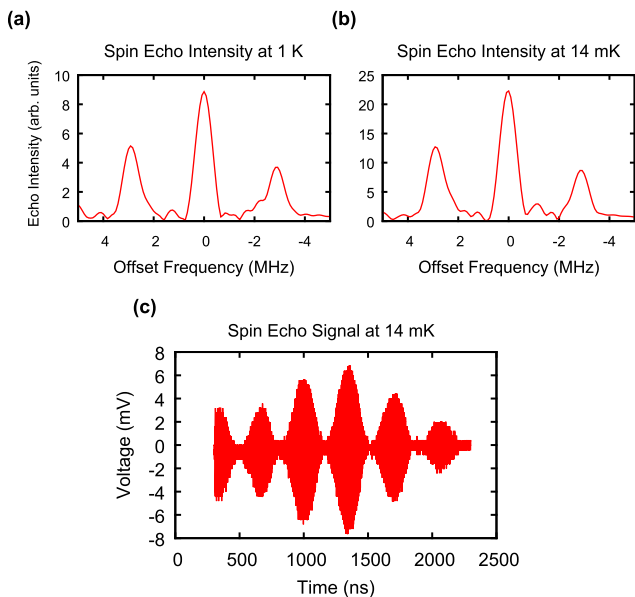 (a)
Spin Echo Intensity at 1 K
Echo Intensity (arb. units)
10
8
6
4
2
0
4 2 0 -2 -4
Offset Frequency (MHz)
(b)
Spin Echo Intensity at 14 mK
25
20
15
10
5
0
4 2 0 -2 -4
Offset Frequency (MHz)
(c)
Spin Echo Signal at 14 mK
Voltage (mV)
8
6
4
2
0
-2
-4
-6
-8
0 500 1000 1500 2000 2500
Time (ns)